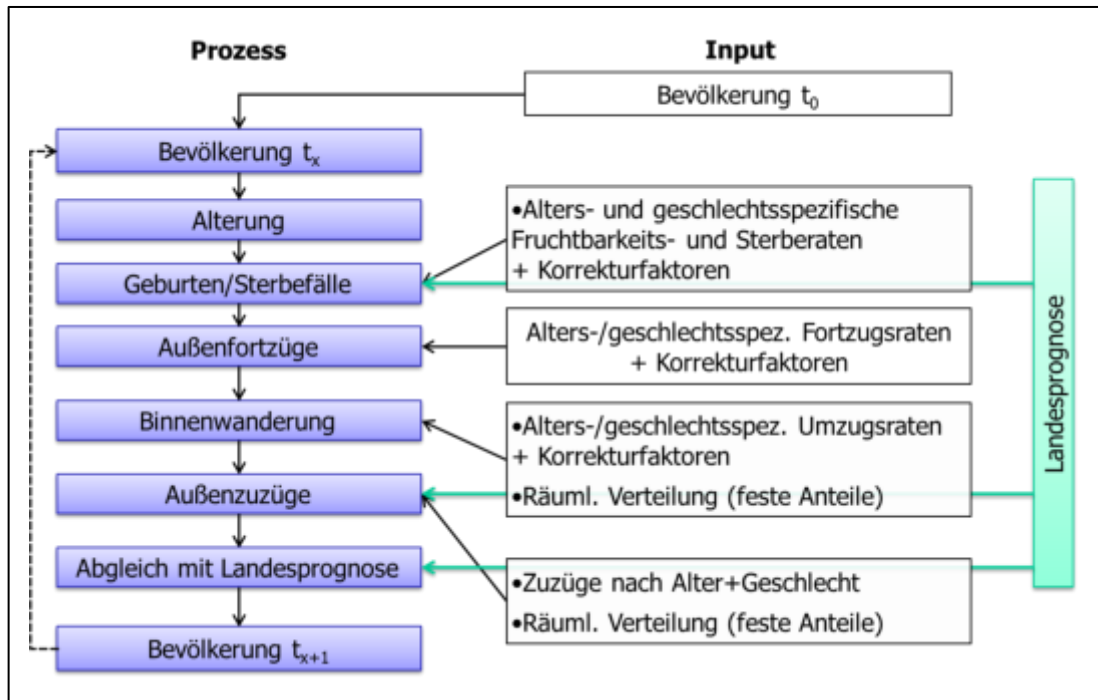 Prozess
Input
Bevölkerung t0
Bevölkerung tx
Alterung
Geburten/Sterbefälle
Außenfortzüge
Binnenwanderung
Außenzuzüge
Abgleich mit Landesprognose
Bevölkerung tx+1
•Alters- und geschlechtsspezifische
Fruchtbarkeits- und Sterberaten
+ Korrekturfaktoren
Alters-/geschlechtsspez. Fortzugsraten
+ Korrekturfaktoren
•Alters-/geschlechtsspez. Umzugsraten
+ Korrekturfaktoren
•Räuml. Verteilung (feste Anteile)
•Zuzüge nach Alter+Geschlecht
•Räuml. Verteilung (feste Anteile)
Landesprognose